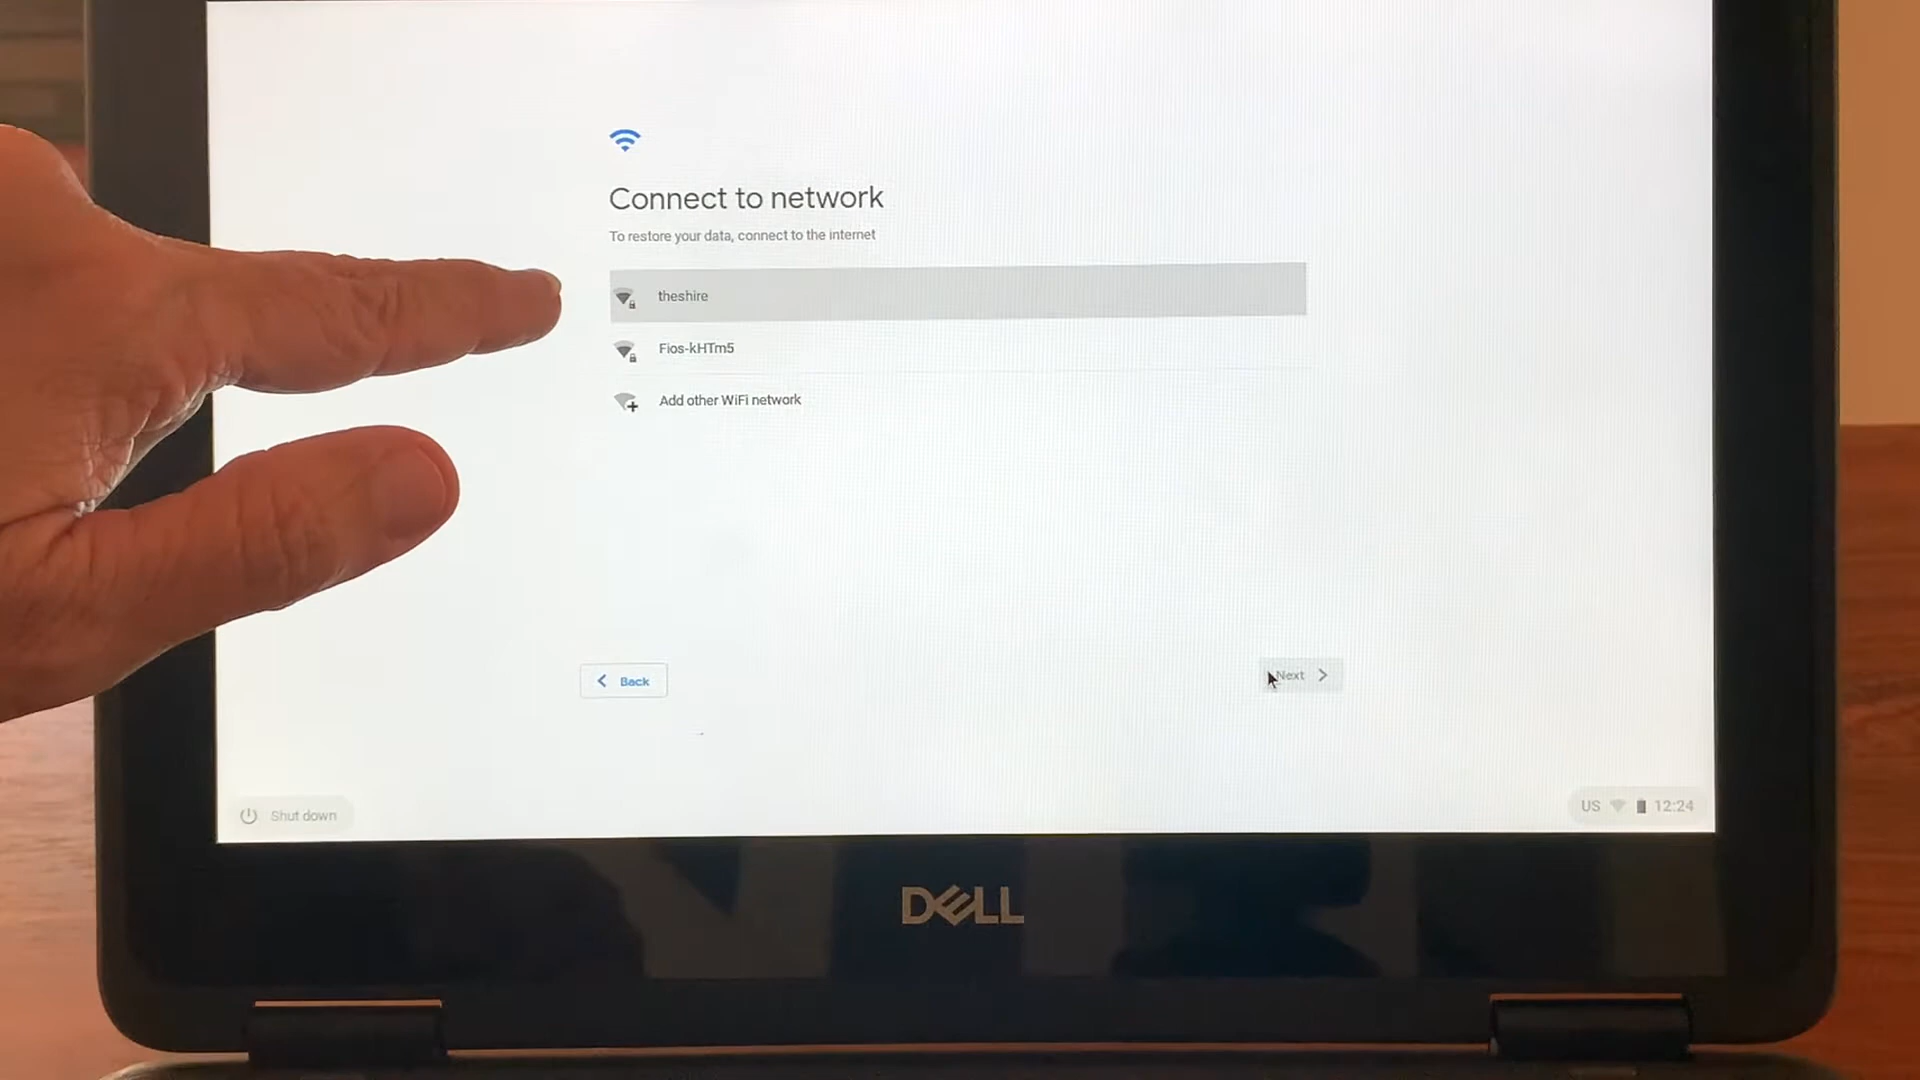 Connect to network
To restore your data, connect to the internet
theshire
Fios-kHTm5
Add other WiFi network
Back
Next
Shut down
US 12:24
DELL